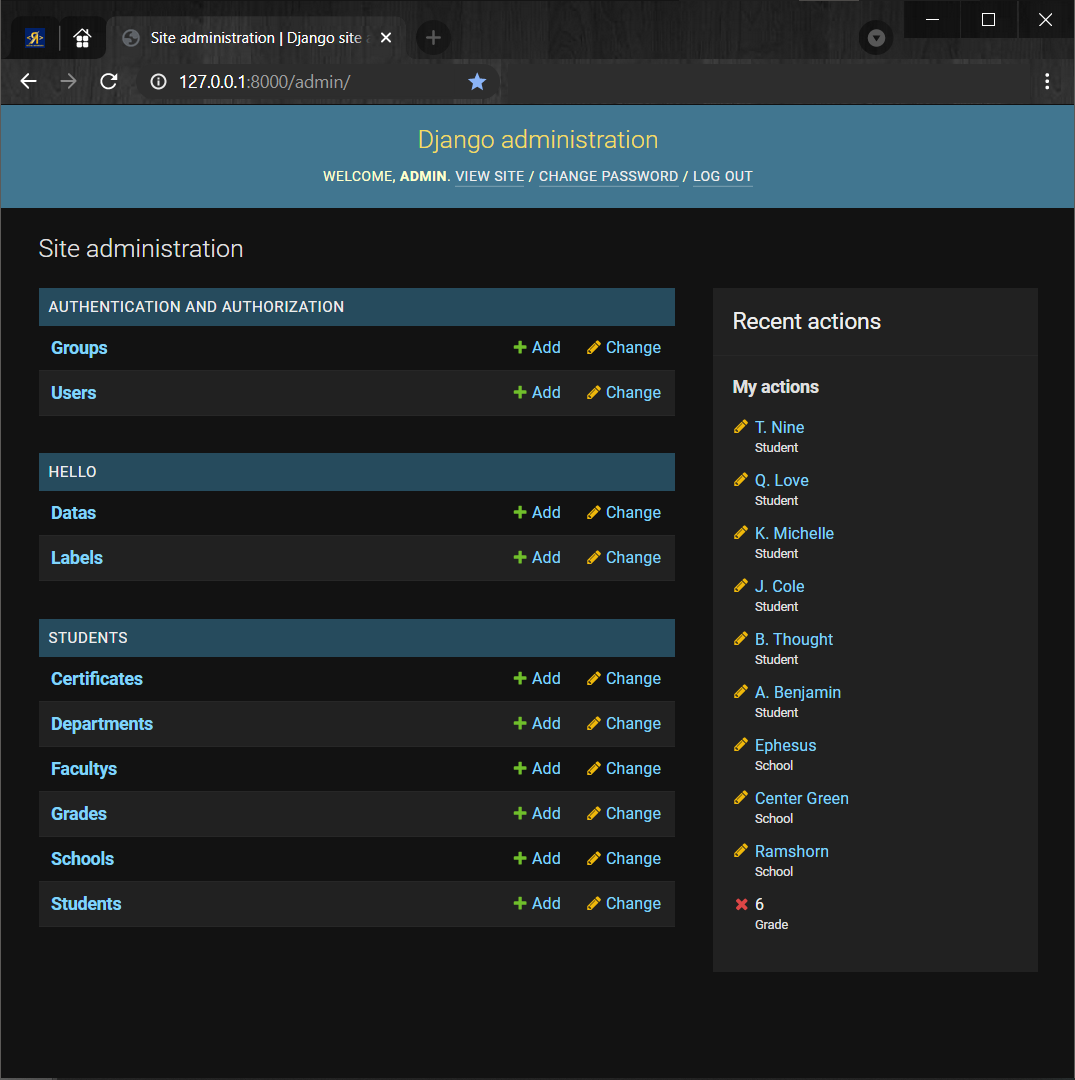 Site administration | Django site
127.0.0.1:8000/admin/
Django administration
WELCOME, ADMIN. VIEW SITE / CHANGE PASSWORD / LOG OUT
Site administration
AUTHENTICATION AND AUTHORIZATION
Groups Add Change
Users Add Change
HELLO
Datas Add Change
Labels Add Change
STUDENTS
Certificates Add Change
Departments Add Change
Facultys Add Change
Grades Add Change
Schools Add Change
Students Add Change
Recent actions
My actions
T. Nine
Student
Q. Love
Student
K. Michelle
Student
J. Cole
Student
B. Thought
Student
A. Benjamin
Student
Ephesus
School
Center Green
School
Ramshorn
School
6
Grade